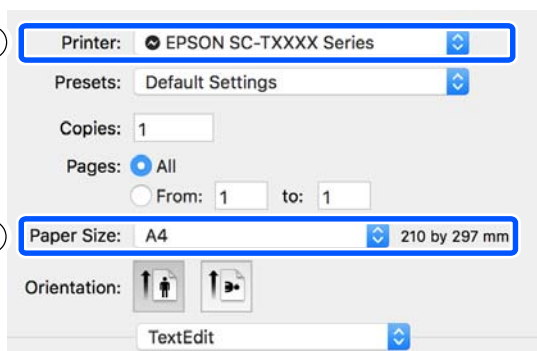 Printer: EPSON SC-TXXXX Series
Presets: Default Settings
Copies: 1
Pages: All
From: 1 to: 1
Paper Size: A4 210 by 297 mm
Orientation:
TextEdit